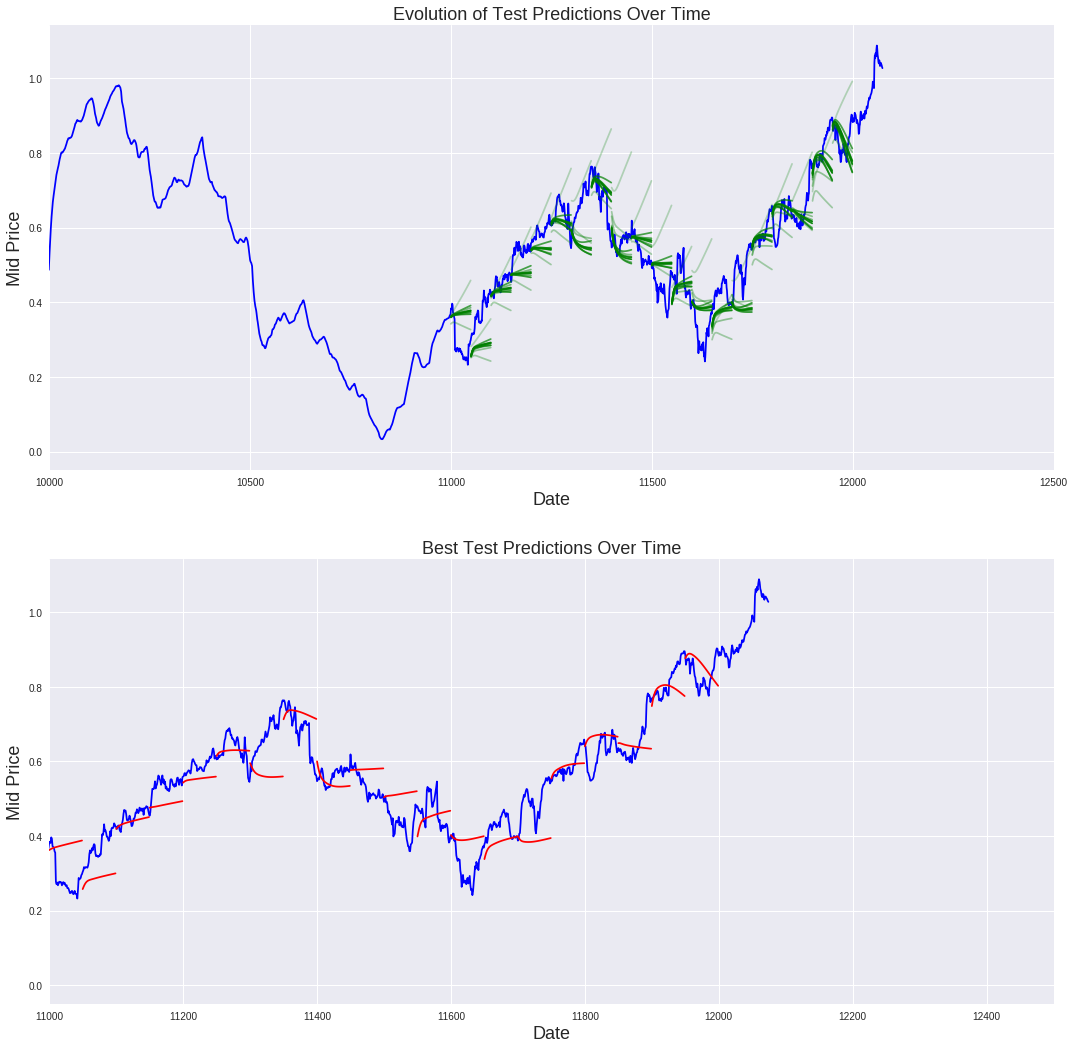 Evolution of Test Predictions Over Time
Mid Price
1.0
0.8
0.6
0.4
0.2
0.0
10000 10500 11000 11500 12000 12500
Date
Best Test Predictions Over Time
Mid Price
1.0
0.8
0.6
0.4
0.2
0.0
11000 11200 11400 11600 11800 12000 12200 12400
Date